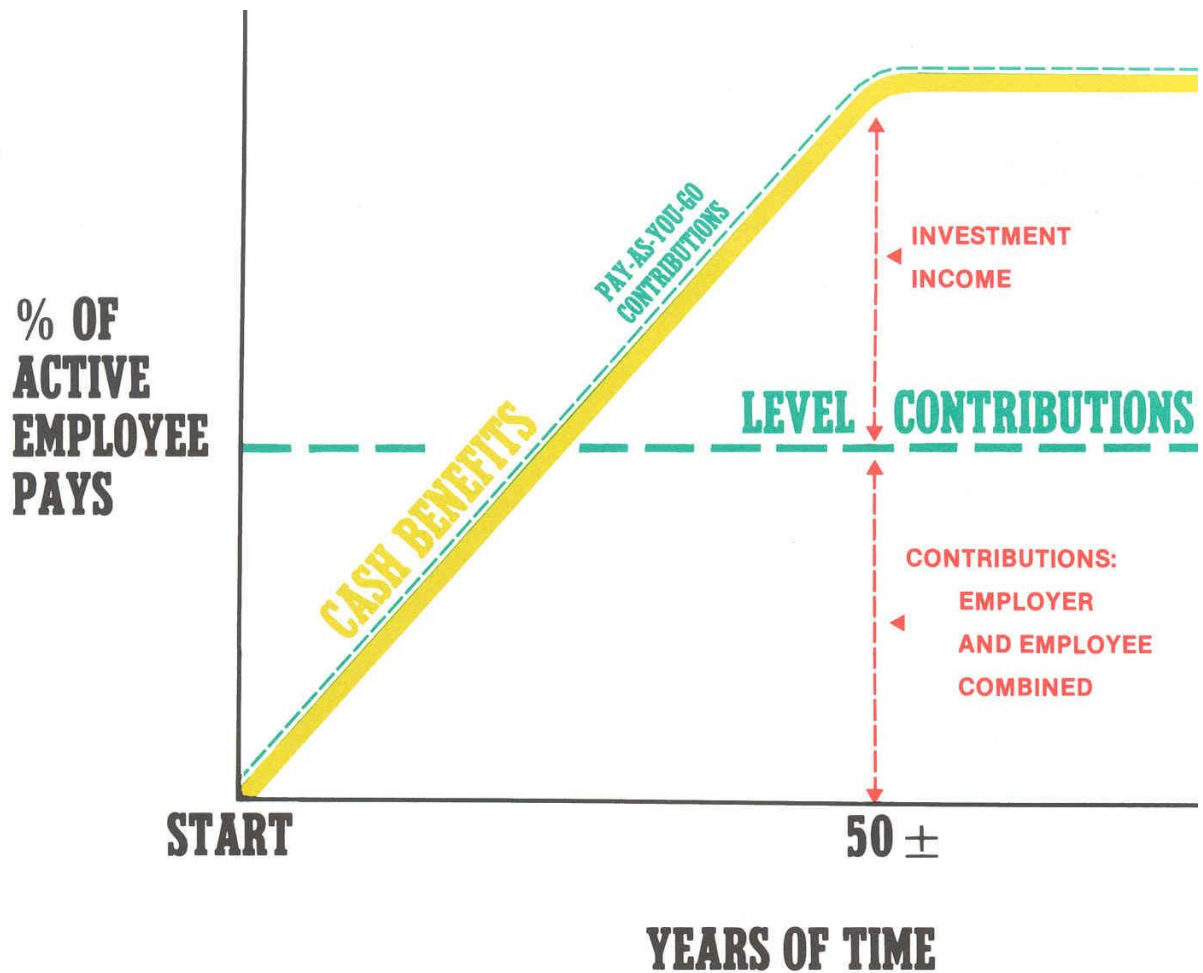 PAY-AS-YOU-GO
CONTRIBUTIONS
INVESTMENT
INCOME
% OF
ACTIVE
EMPLOYEE
PAYS
LEVEL CONTRIBUTIONS
CASH BENEFITS
CONTRIBUTIONS:
EMPLOYER
AND EMPLOYEE
COMBINED
START
50 ±
YEARS OF TIME